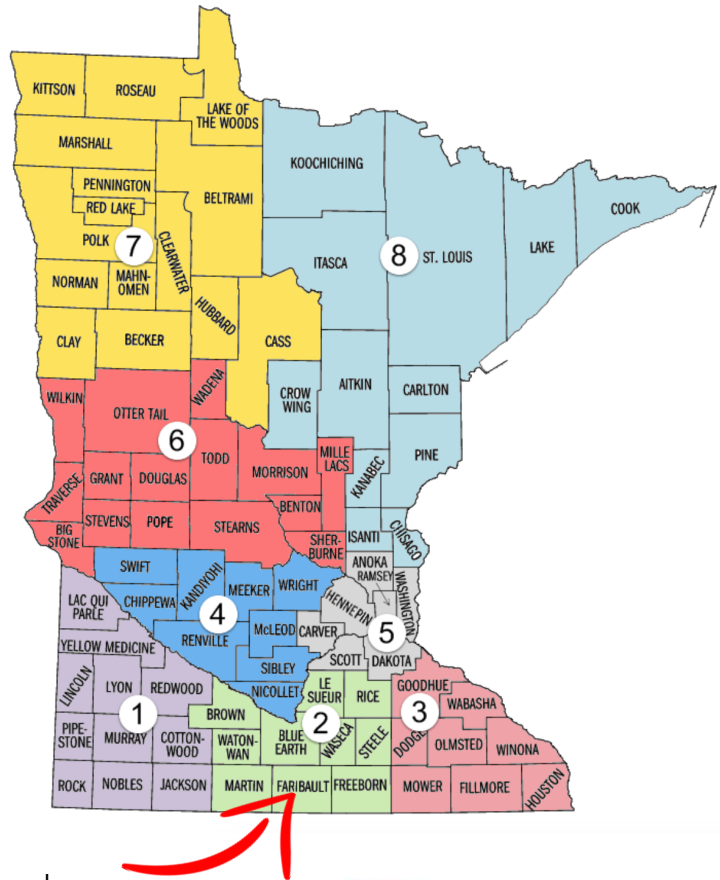 KITTSON
ROSEAU
LAKE OF
THE WOODS
MARSHALL
KOOCHICHING
PENNINGTON
BELTRAMI
RED LAKE
COOK
POLK
7
CLEARWATER
ITASCA
8
ST. LOUIS
LAKE
NORMAN
MAHN-
OMEN
HUBBARD
CLAY
BECKER
CASS
WADENA
CROW
WING
AITKIN
CARLTON
WILKIN
OTTER TAIL
6
TODD
MORRISON
MILLE
LACS
KANABEC
PINE
TRAVERSE
GRANT
DOUGLAS
BENTON
BIG
STONE
STEVENS
POPE
STEARNS
SHER-
BURNE
ISANTI
CHISAGO
SWIFT
KANDIYOHI
MEEKER
WRIGHT
ANOKA
RAMSEY
WASHINGTON
LAC QUI
PARLE
CHIPPEWA
4
HENNEPIN
McLEOD
CARVER
5
YELLOW MEDICINE
RENVILLE
SIBLEY
SCOTT
DAKOTA
LINCOLN
LYON
REDWOOD
NICOLLET
LE
SUEUR
RICE
GOODHUE
WABASHA
1
BROWN
2
3
PIPE-
STONE
MURRAY
COTTON-
WOOD
WATON-
WAN
BLUE
EARTH
WASECA
STEELE
DODGE
OLMSTED
WINONA
ROCK
NOBLES
JACKSON
MARTIN
FARIBAULT
FREEBORN
MOWER
FILLMORE
HOUSTON